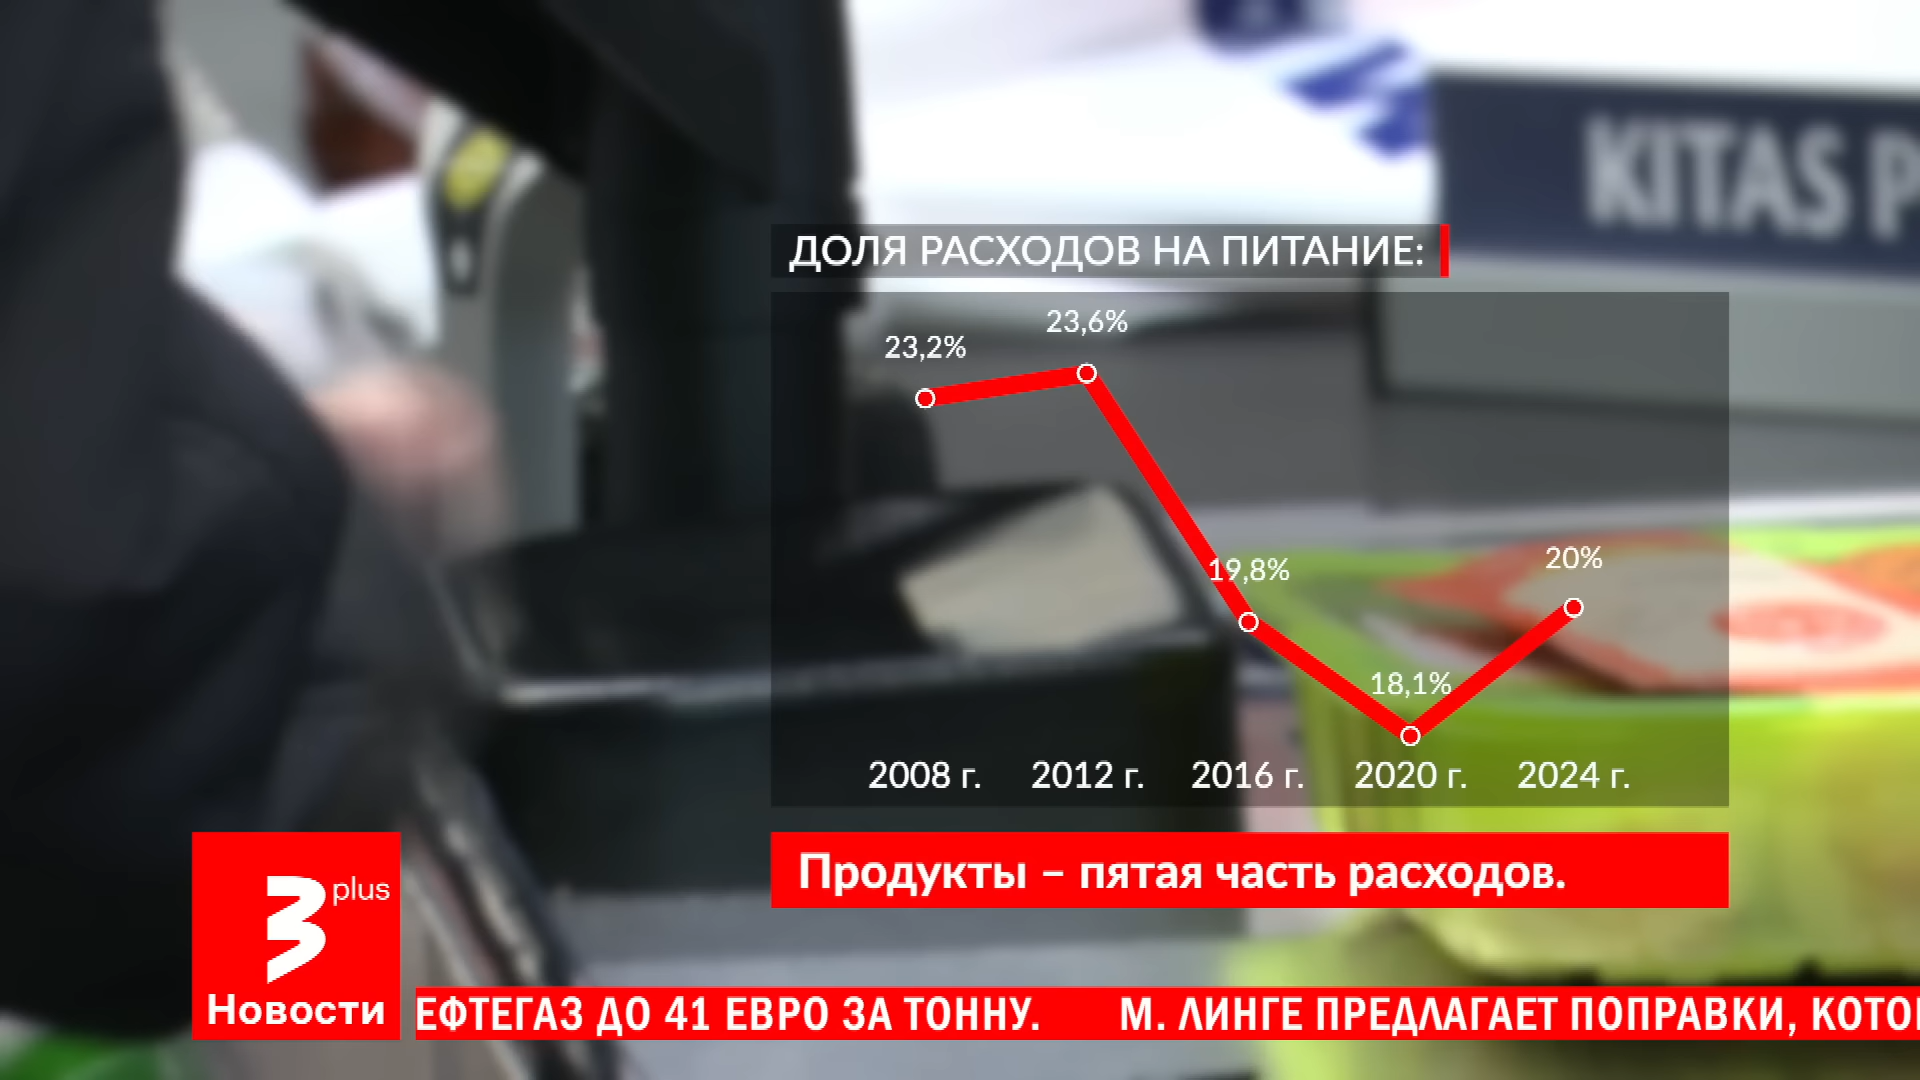 KITAS P
ДОЛЯ РАСХОДОВ НА ПИТАНИЕ:
23,2%
23,6%
19,8%
18,1%
20%
2008 г. 2012 г. 2016 г. 2020 г. 2024 г.
Продукты – пятая часть расходов.
3 plus
Новости
ЕФТЕГАЗ ДО 41 ЕВРО ЗА ТОННУ. М. ЛИНГЕ ПРЕДЛАГАЕТ ПОПРАВКИ, КОТО